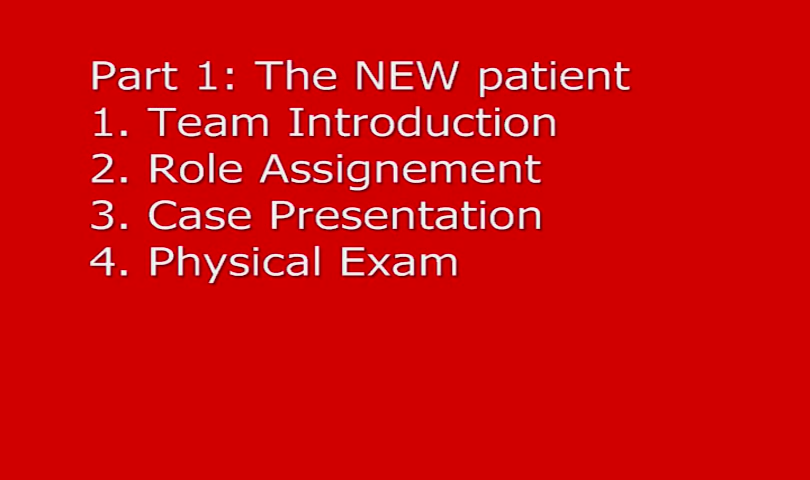 Part 1: The NEW patient
1. Team Introduction
2. Role Assignement
3. Case Presentation
4. Physical Exam